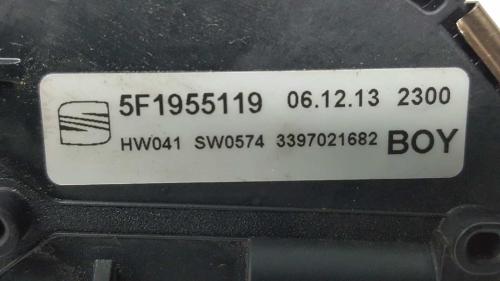 5F1955119 06.12.13 2300
HW041 SW0574 3397021682 BOY